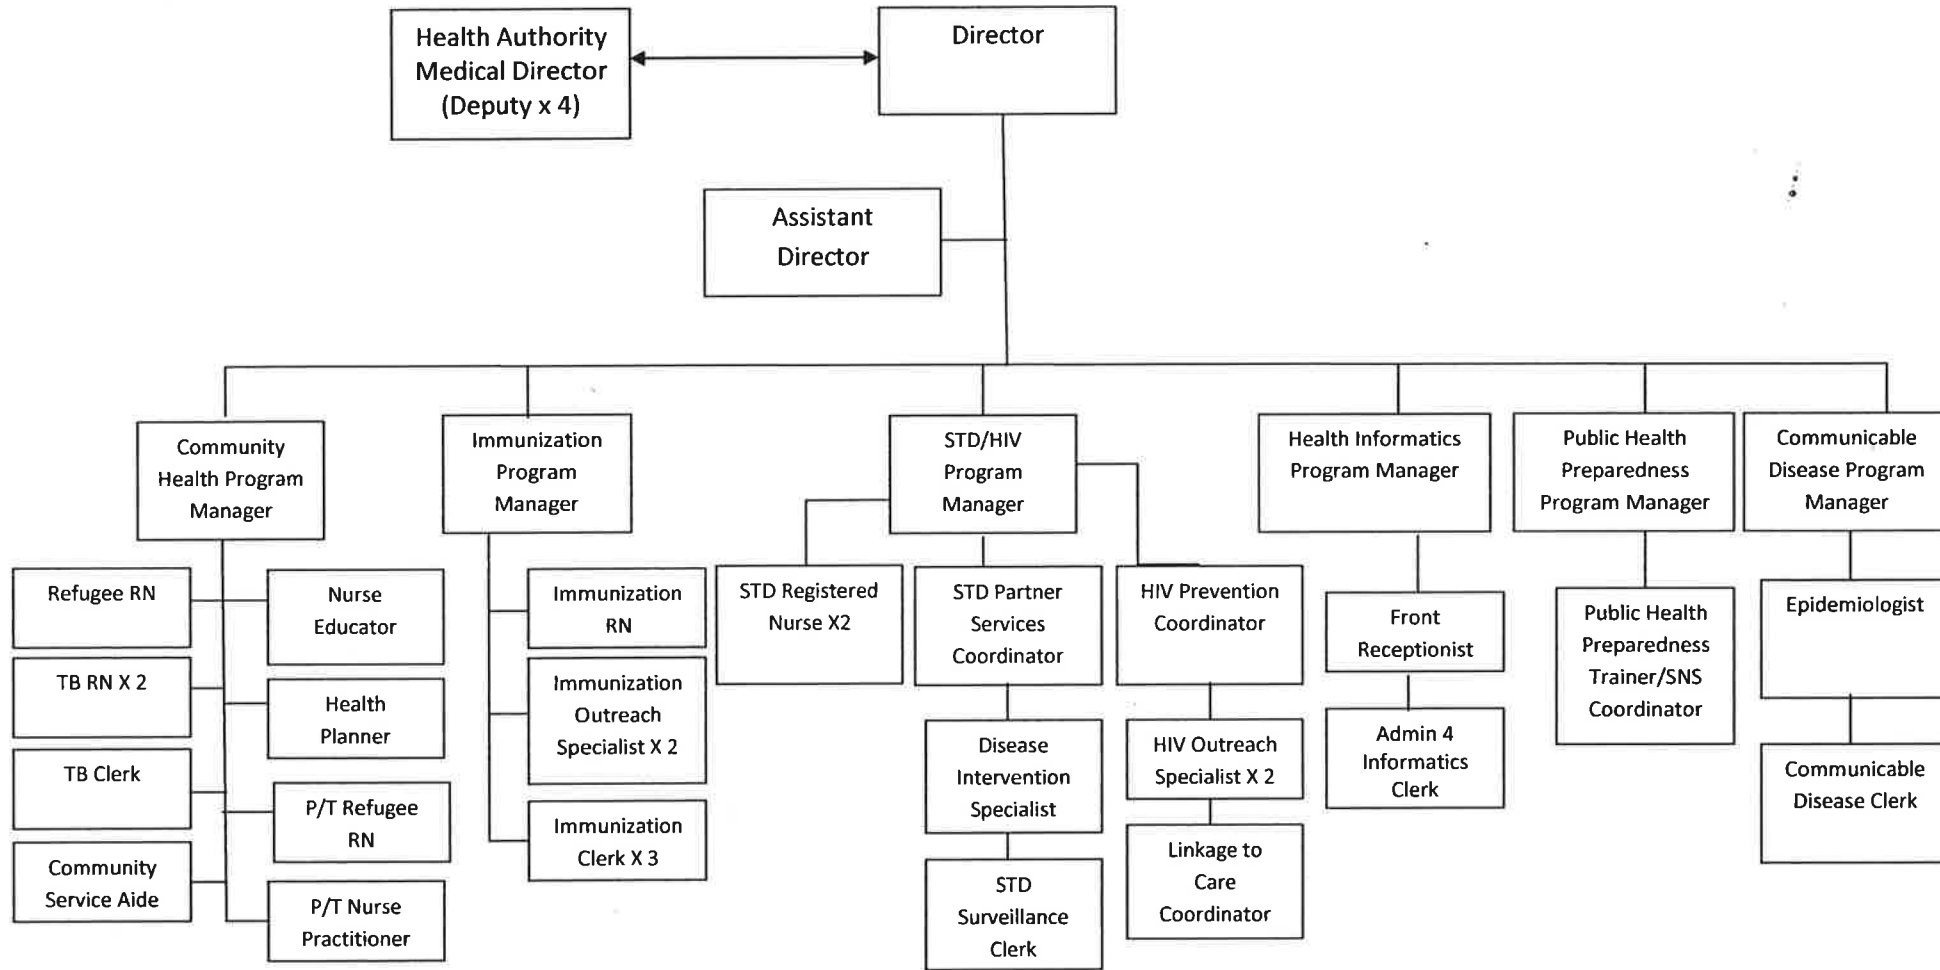 Health Authority
Medical Director
(Deputy x 4)
Director
Assistant
Director
Community
Health Program
Manager
Immunization
Program
Manager
STD/HIV
Program
Manager
Health Informatics
Program Manager
Public Health
Preparedness
Program Manager
Communicable
Disease Program
Manager
Refugee RN
TB RN X 2
TB Clerk
Community
Service Aide
Nurse
Educator
Health
Planner
P/T Refugee
RN
P/T Nurse
Practitioner
Immunization
RN
Immunization
Outreach
Specialist X 2
Immunization
Clerk X 3
STD Registered
Nurse X2
STD Partner
Services
Coordinator
Disease
Intervention
Specialist
STD
Surveillance
Clerk
HIV Prevention
Coordinator
HIV Outreach
Specialist X 2
Linkage to
Care
Coordinator
Front
Receptionist
Admin 4
Informatics
Clerk
Public Health
Preparedness
Trainer/SNS
Coordinator
Epidemiologist
Communicable
Disease Clerk